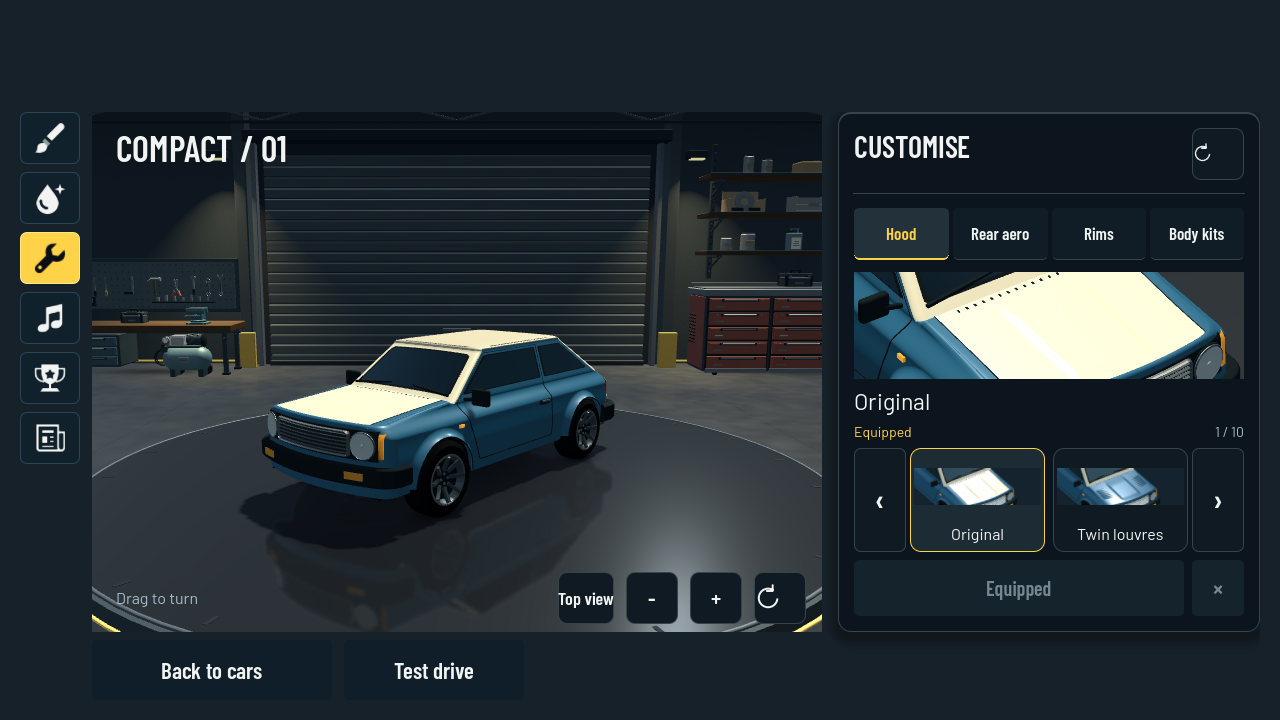 COMPACT / 01
Drag to turn
Top view
-
+
Back to cars
Test drive
CUSTOMISE
Hood
Rear aero
Rims
Body kits
Original
Equipped
1 / 10
‹
Original
Twin louvres
›
Equipped
×